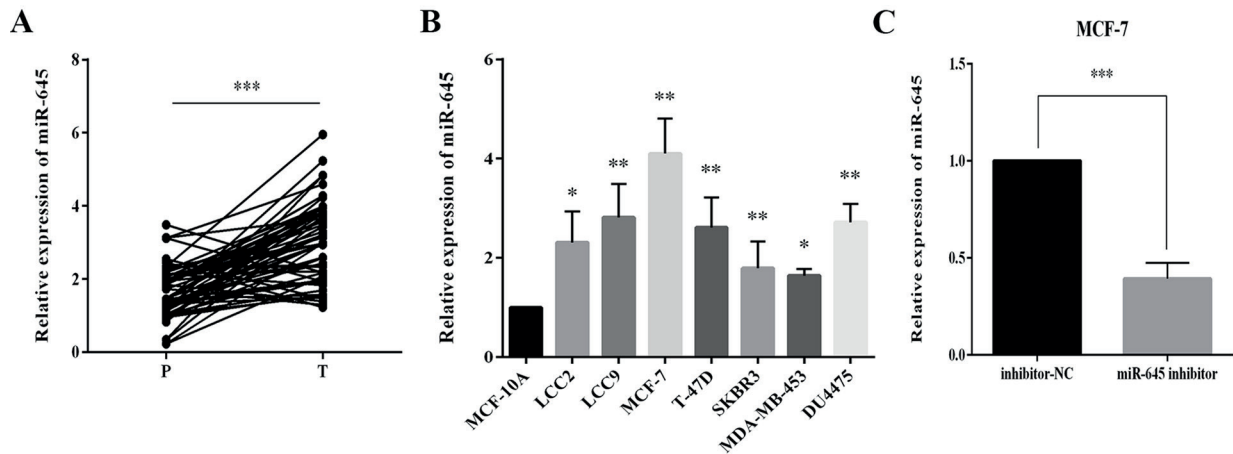 A
Relative expression of miR-645
8
6
4
2
0
***
P
T
B
Relative expression of miR-645
6
4
2
0
*
**
**
**
**
*
**
MCF-10A
LCC2
LCC9
MCF-7
T-47D
SKBR3
MDA-MB-453
DU4475
C
MCF-7
Relative expression of miR-645
1.5
1.0
0.5
0.0
***
inhibitor-NC
miR-645 inhibitor